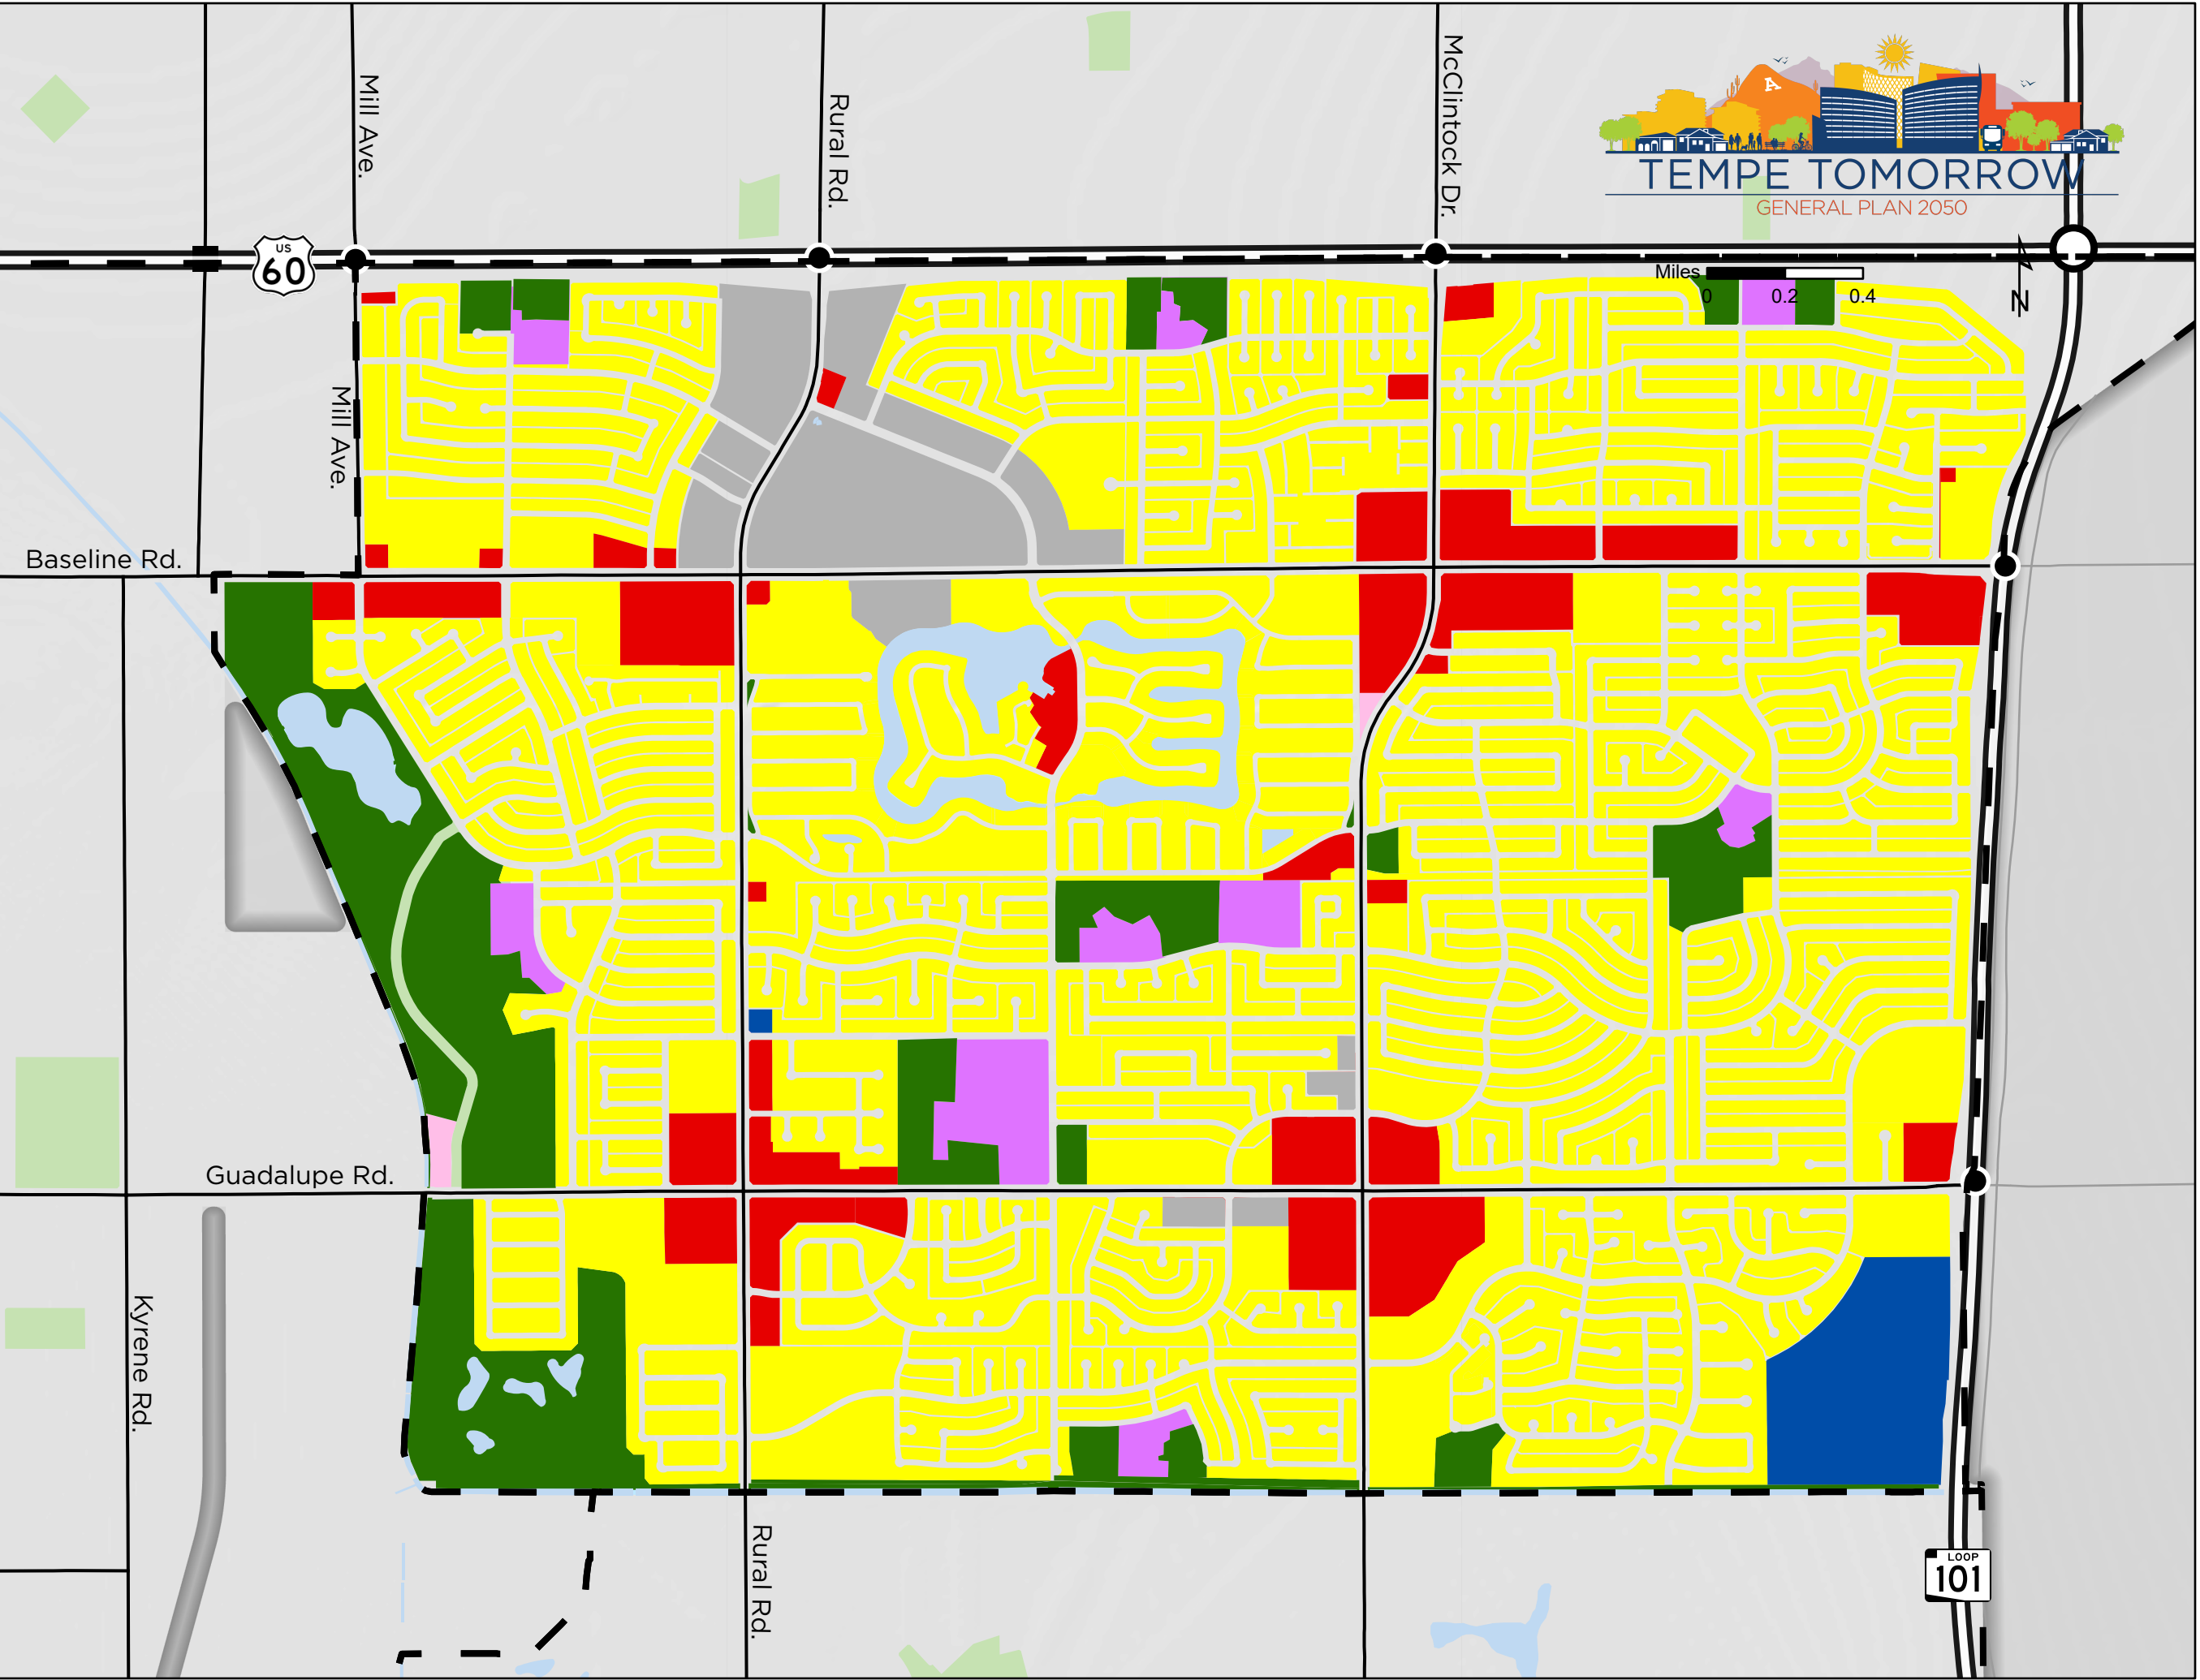 Mill Ave.
Rural Rd.
McClintock Dr.
A
TEMPE TOMORROW
GENERAL PLAN 2050
US
60
Miles
0 0.2 0.4
N
Mill Ave.
Baseline Rd.
Guadalupe Rd.
Kyrene Rd.
Rural Rd.
LOOP
101